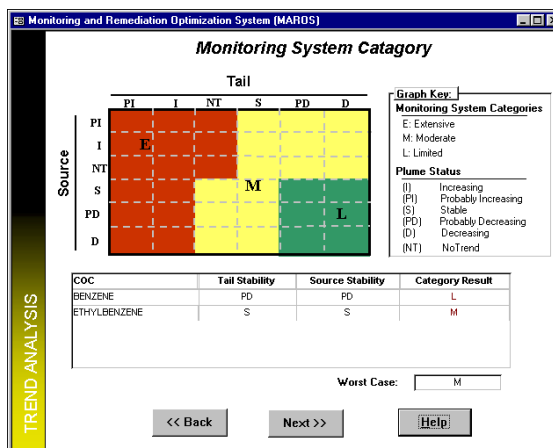 Monitoring and Remediation Optimization System (MAROS)
Monitoring System Catagory
Tail
PI I NT S PD D
Source
PI
I
NT
S
PD
D
E
M
L
Graph Key:
Monitoring System Categories
E: Extensive
M: Moderate
L: Limited
Plume Status
(I) Increasing
(PI) Probably Increasing
(S) Stable
(PD) Probably Decreasing
(D) Decreasing
(NT) NoTrend
TREND ANALYSIS
COC Tail Stability Source Stability Category Result
BENZENE PD PD L
ETHYLBENZENE S S M
Worst Case: M
<< Back Next >> Help